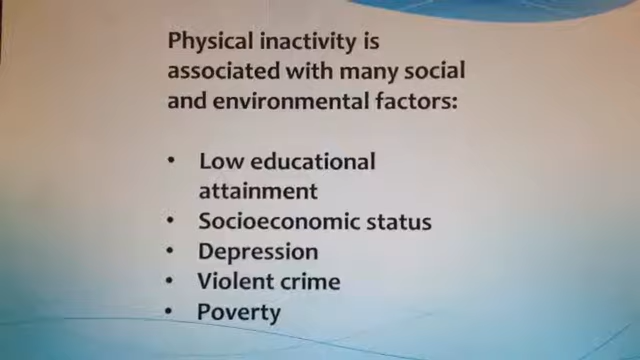 Physical inactivity is
associated with many social
and environmental factors:
• Low educational
attainment
• Socioeconomic status
• Depression
• Violent crime
• Poverty